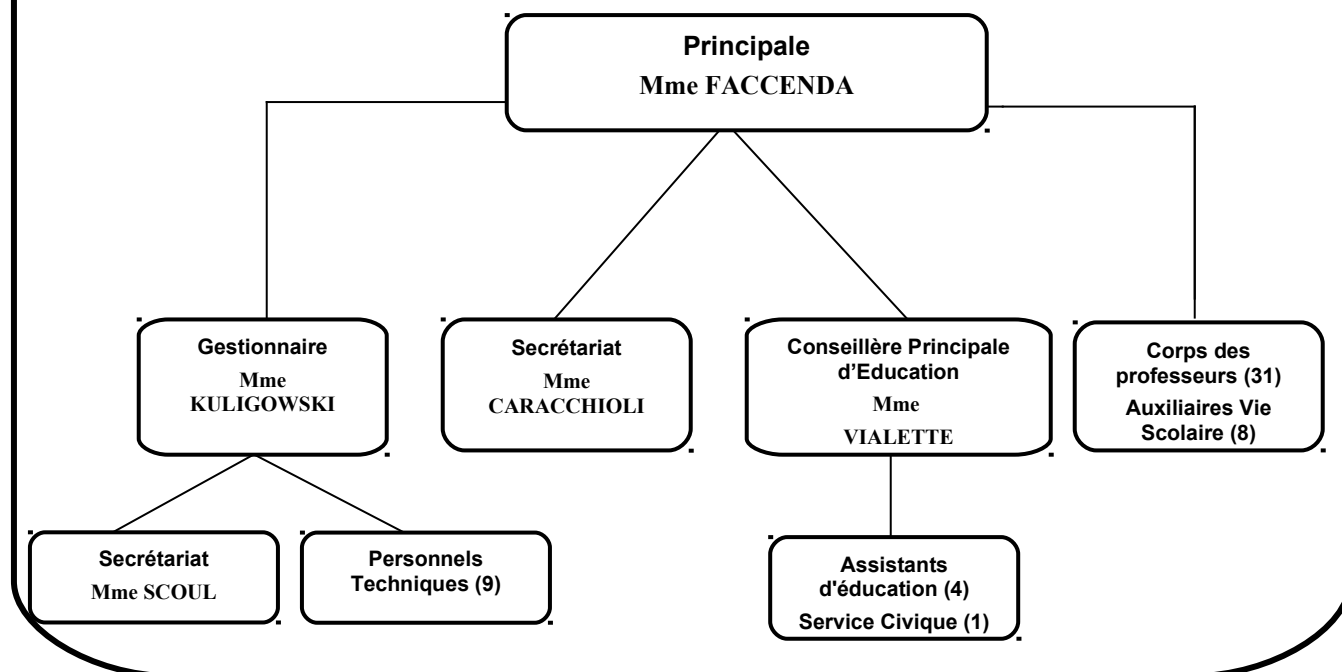 Principale
Mme FACCENDA
Gestionnaire
Mme
KULIGOWSKI
Secrétariat
Mme
CARACCHIOLI
Conseillère Principale
d’Education
Mme
VIALETTE
Corps des
professeurs (31)
Auxiliaires Vie
Scolaire (8)
Secrétariat
Mme SCOUL
Personnels
Techniques (9)
Assistants
d'éducation (4)
Service Civique (1)